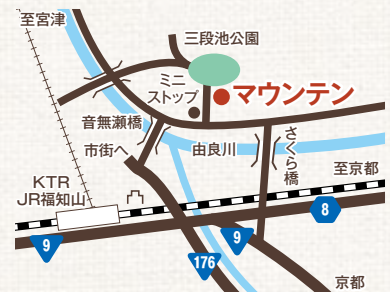 至宮津
三段池公園
ミニ
ストップ
マウンテン
音無瀬橋
市街へ
由良川
さくら橋
至京都
KTR
JR福知山
8
9
9
176
京都